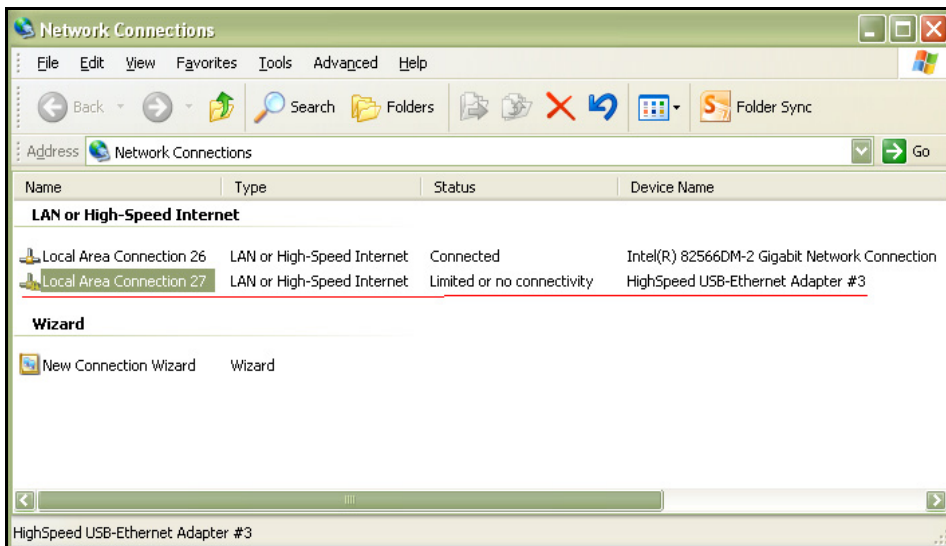 Network Connections
File Edit View Favorites Tools Advanced Help
Back Search Folders Folder Sync
Address Network Connections Go
Name Type Status Device Name
LAN or High-Speed Internet
Local Area Connection 26 LAN or High-Speed Internet Connected Intel(R) 82566DM-2 Gigabit Network Connection
Local Area Connection 27 LAN or High-Speed Internet Limited or no connectivity HighSpeed USB-Ethernet Adapter #3
Wizard
New Connection Wizard Wizard
HighSpeed USB-Ethernet Adapter #3